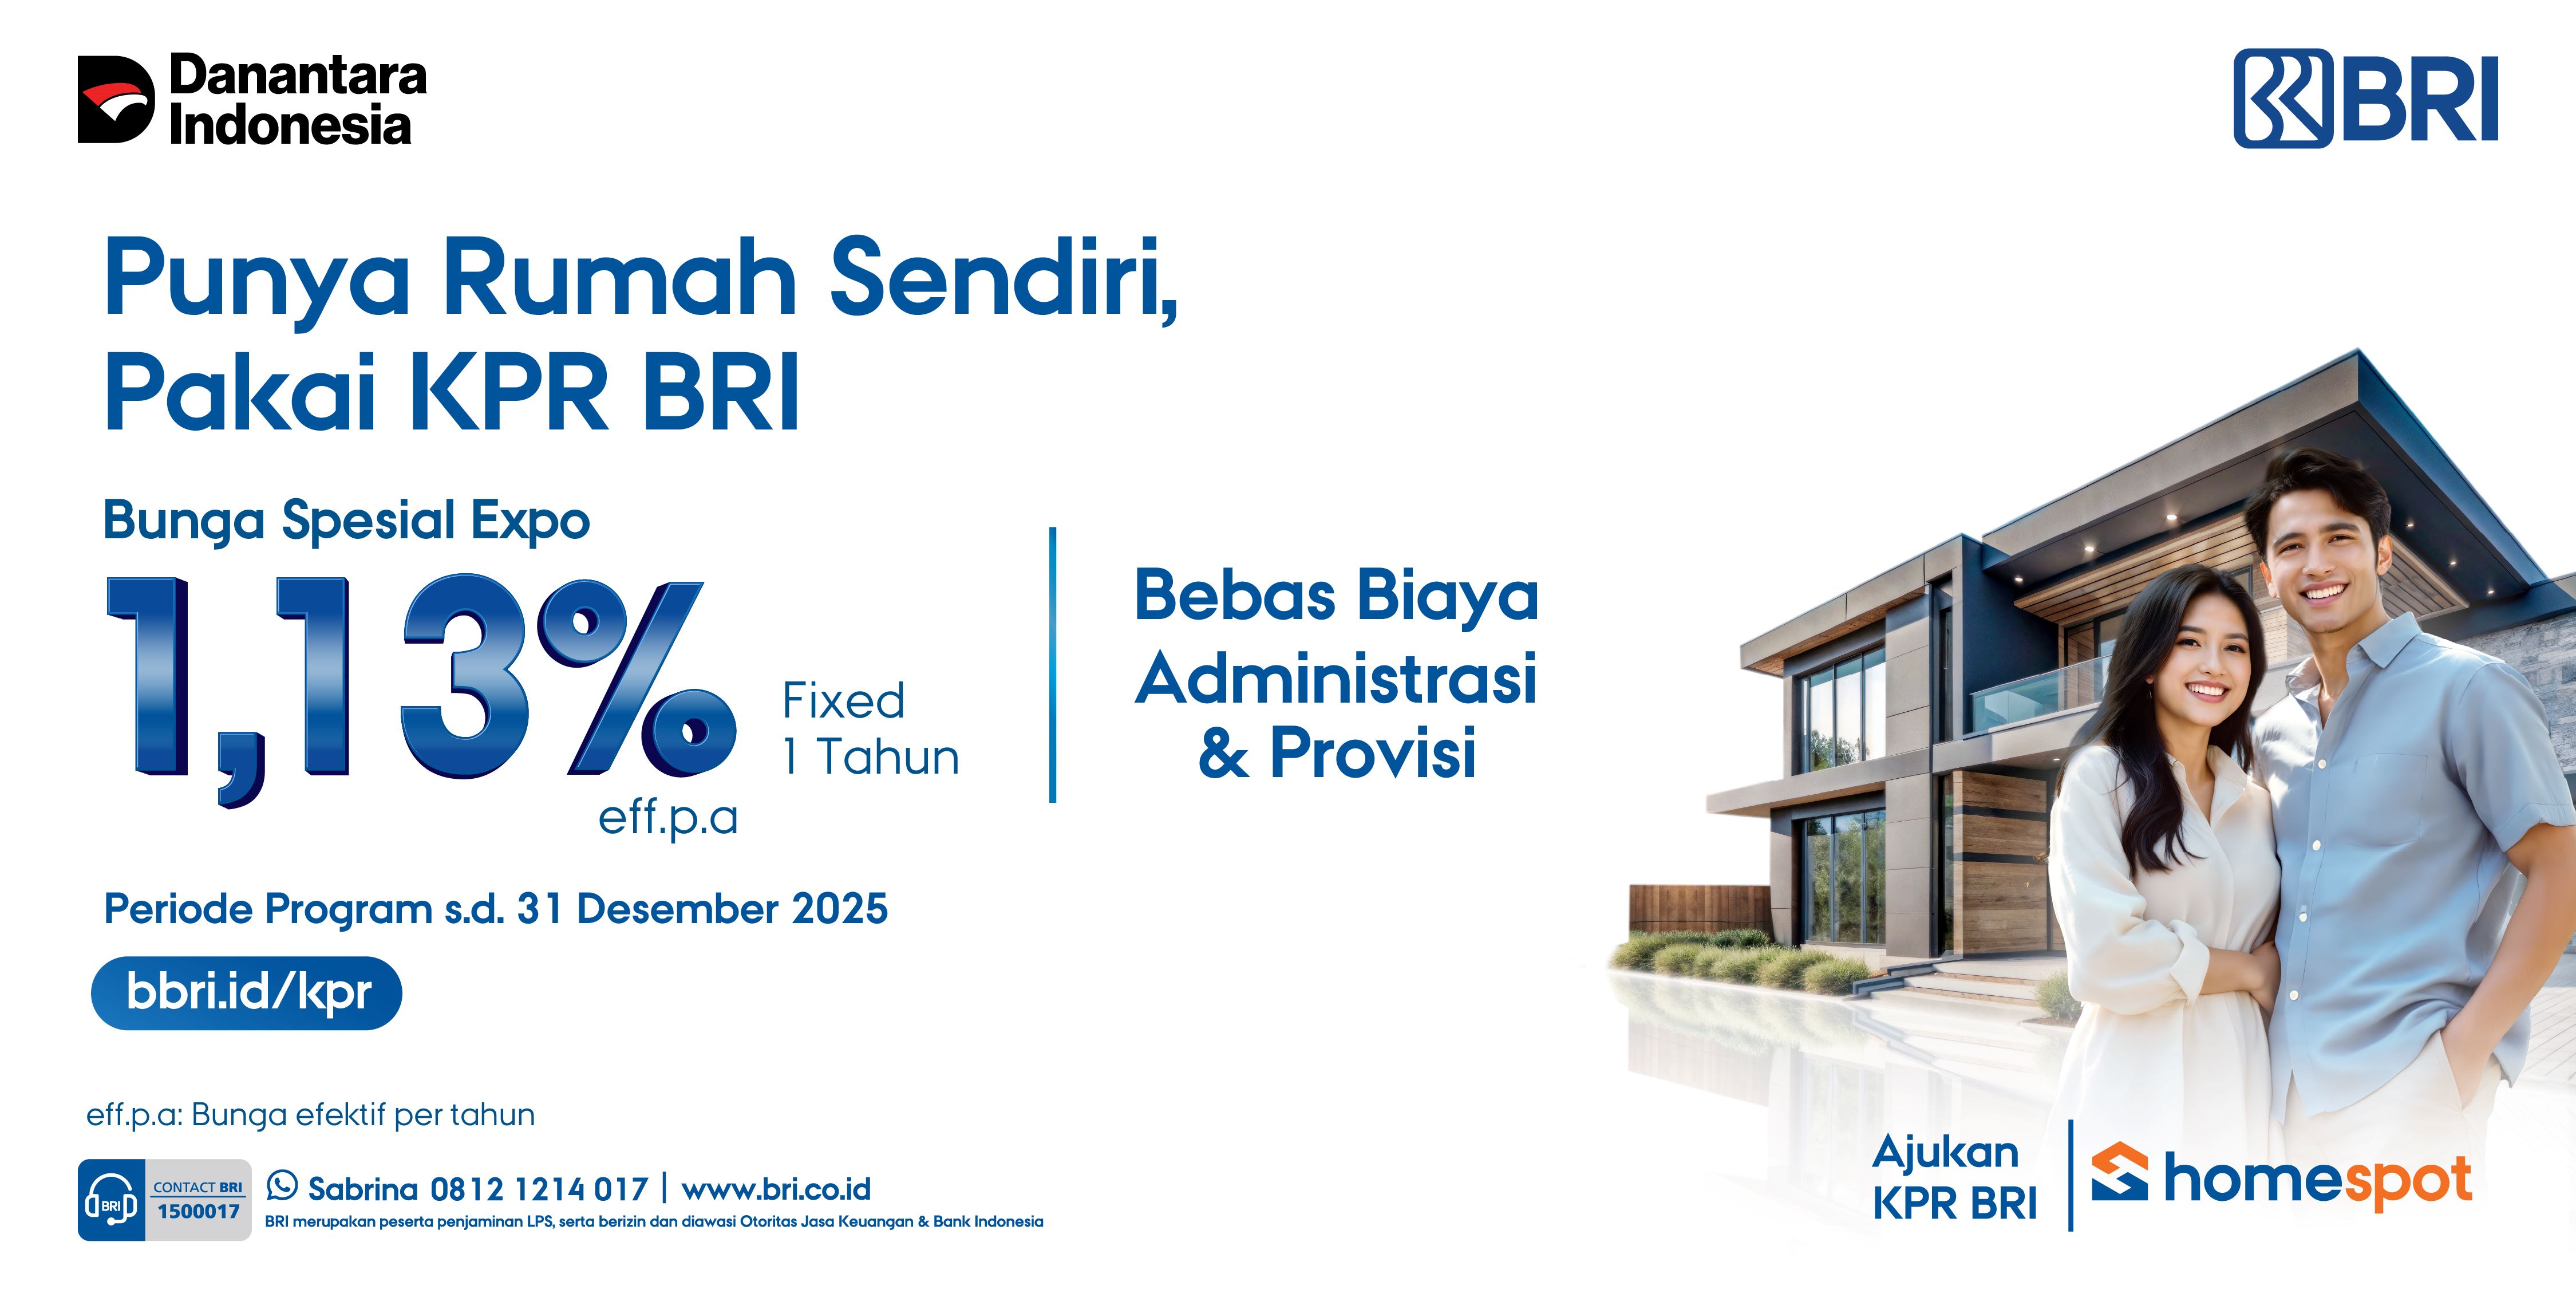 Danantara
Indonesia
BRI
Punya Rumah Sendiri,
Pakai KPR BRI
Bunga Spesial Expo
1,13%
eff.p.a
Fixed
1 Tahun
Bebas Biaya
Administrasi
& Provisi
Periode Program s.d. 31 Desember 2025
bbri.id/kpr
eff.p.a: Bunga efektif per tahun
BRI
CONTACT BRI
1500017
Sabrina 0812 1214 017 | www.bri.co.id
BRI merupakan peserta penjaminan LPS, serta berizin dan diawasi Otoritas Jasa Keuangan & Bank Indonesia
Ajukan
KPR BRI
homespot